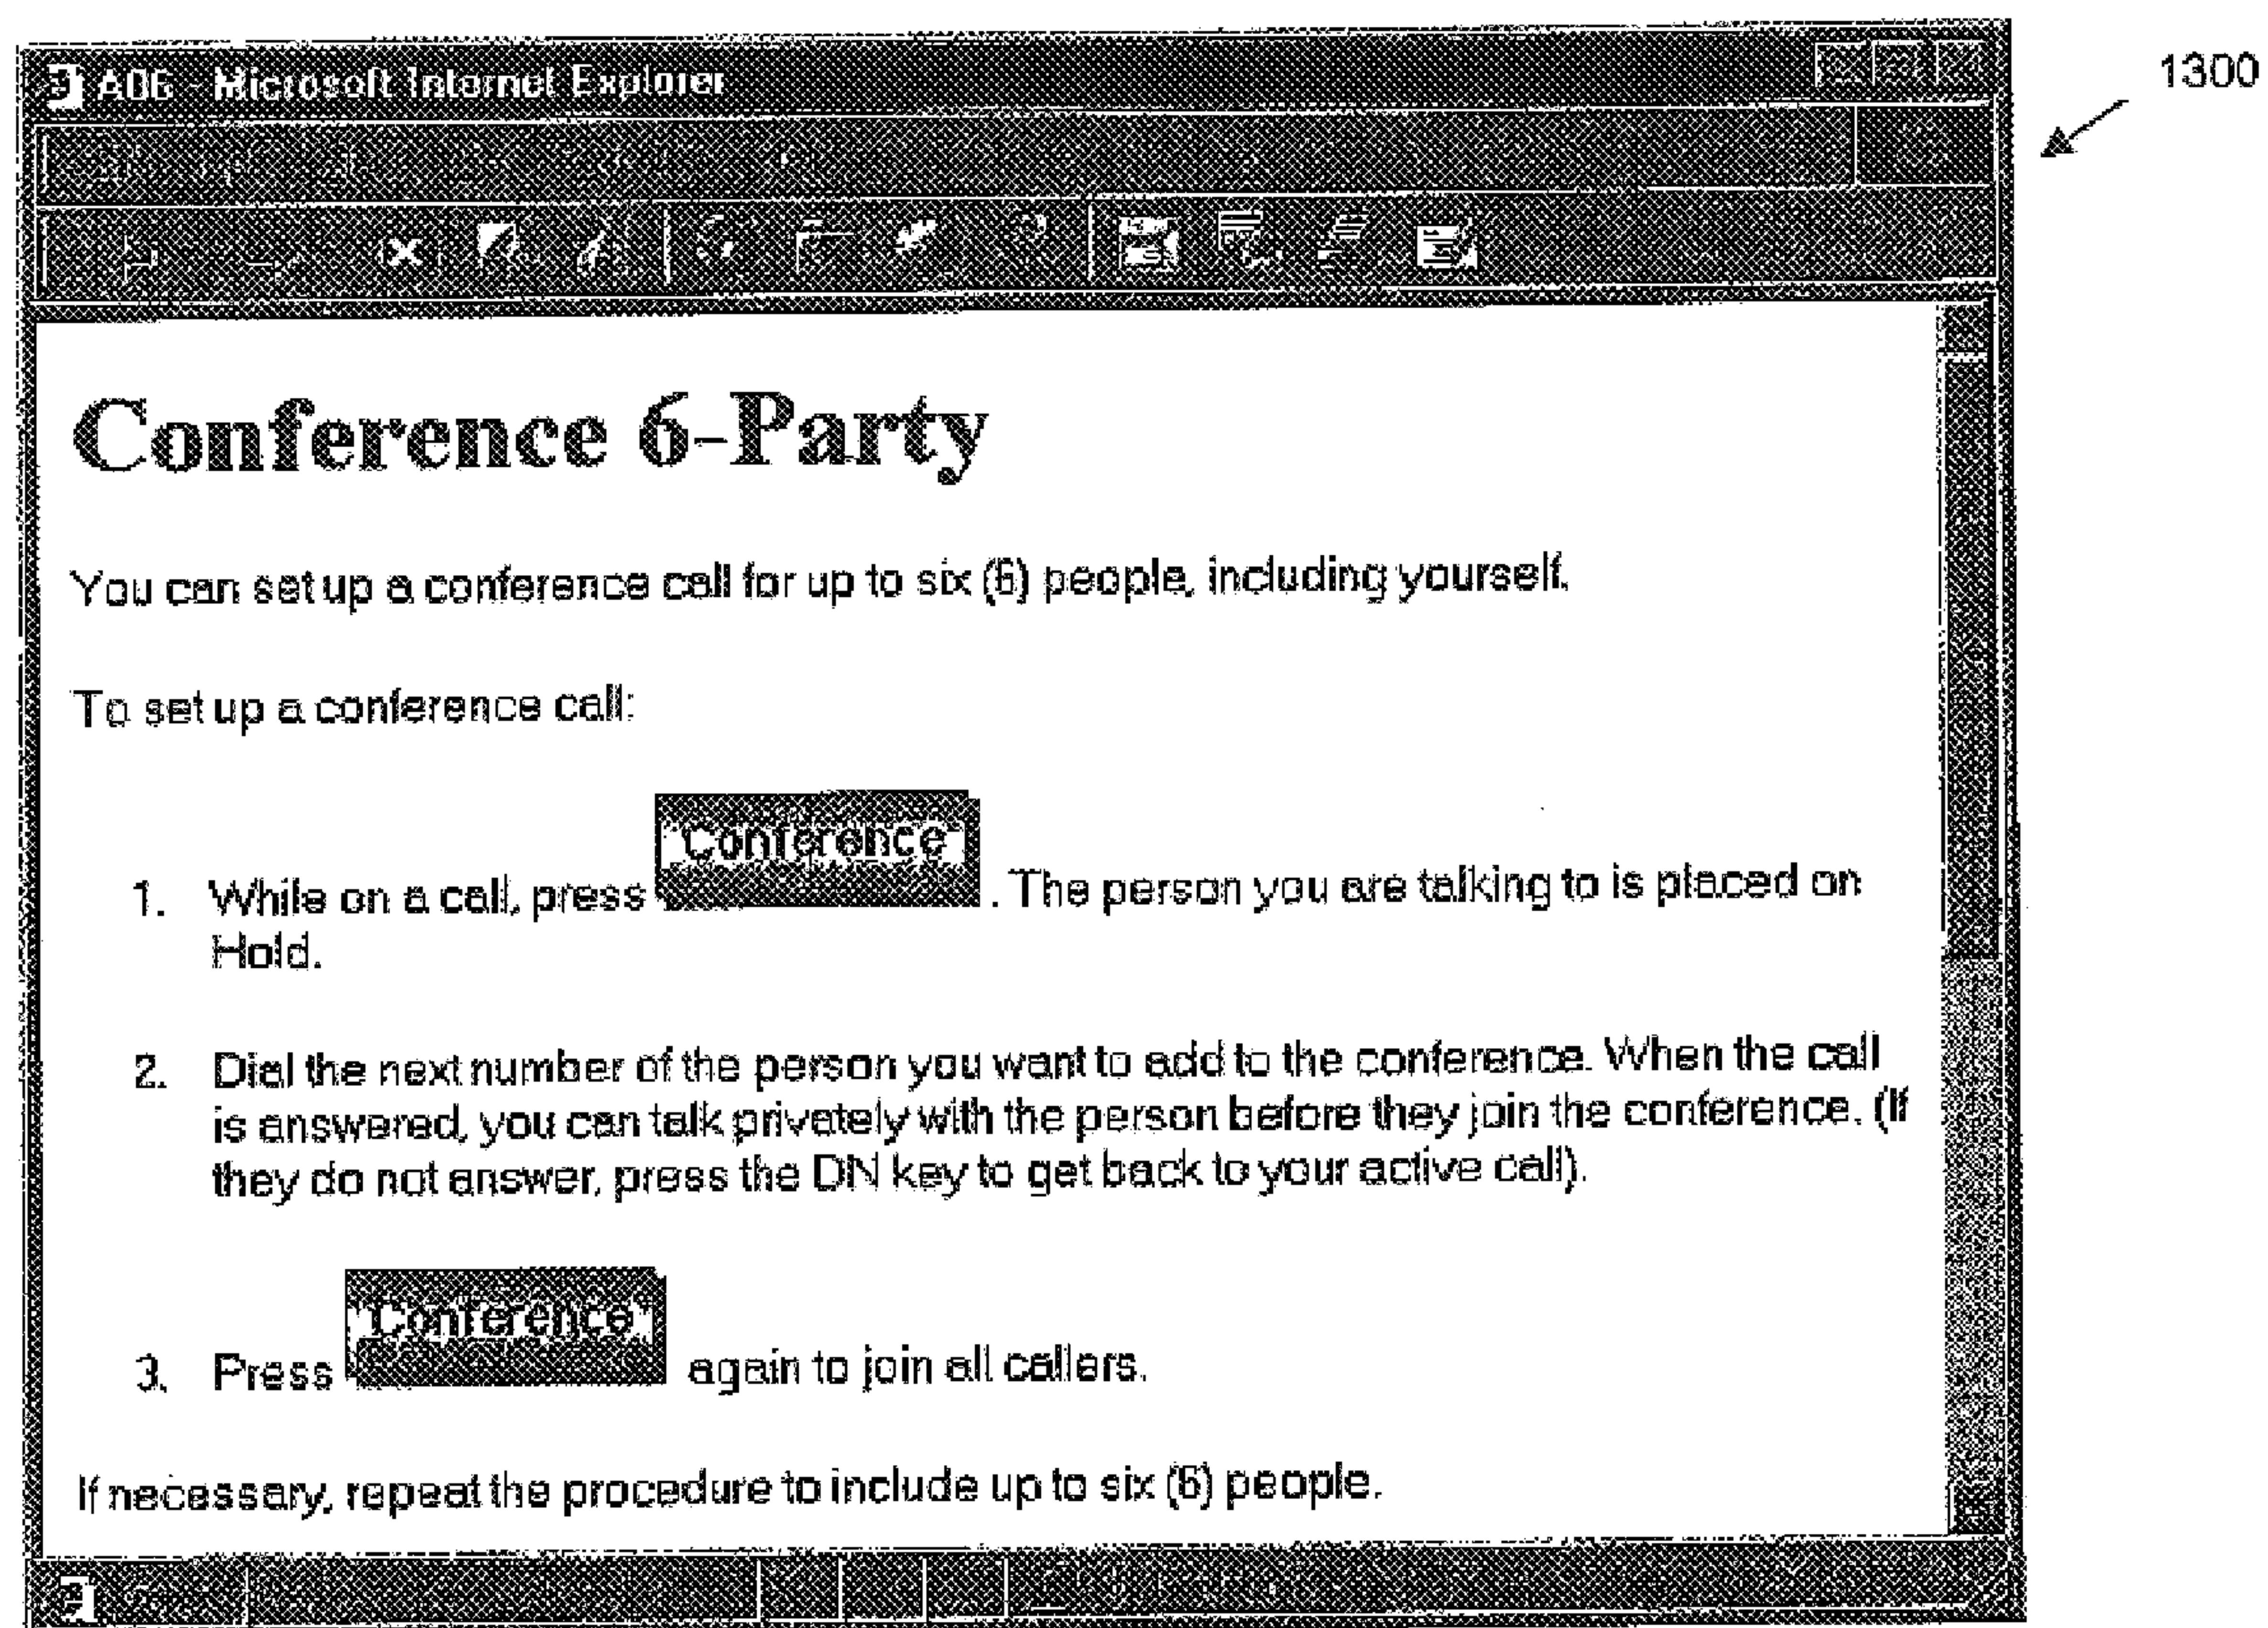 A06 - Microsoft Internet Explorer
1300
Conference 6-Party
You can set up a conference call for up to six (6) people, including yourself.
To set up a conference call:
1. While on a call, press Conference . The person you are talking to is placed on
Hold.
2. Dial the next number of the person you want to add to the conference. When the call
is answered, you can talk privately with the person before they join the conference. (If
they do not answer, press the DN key to get back to your active call).
3. Press Conference again to join all callers.
If necessary, repeat the procedure to include up to six (6) people.